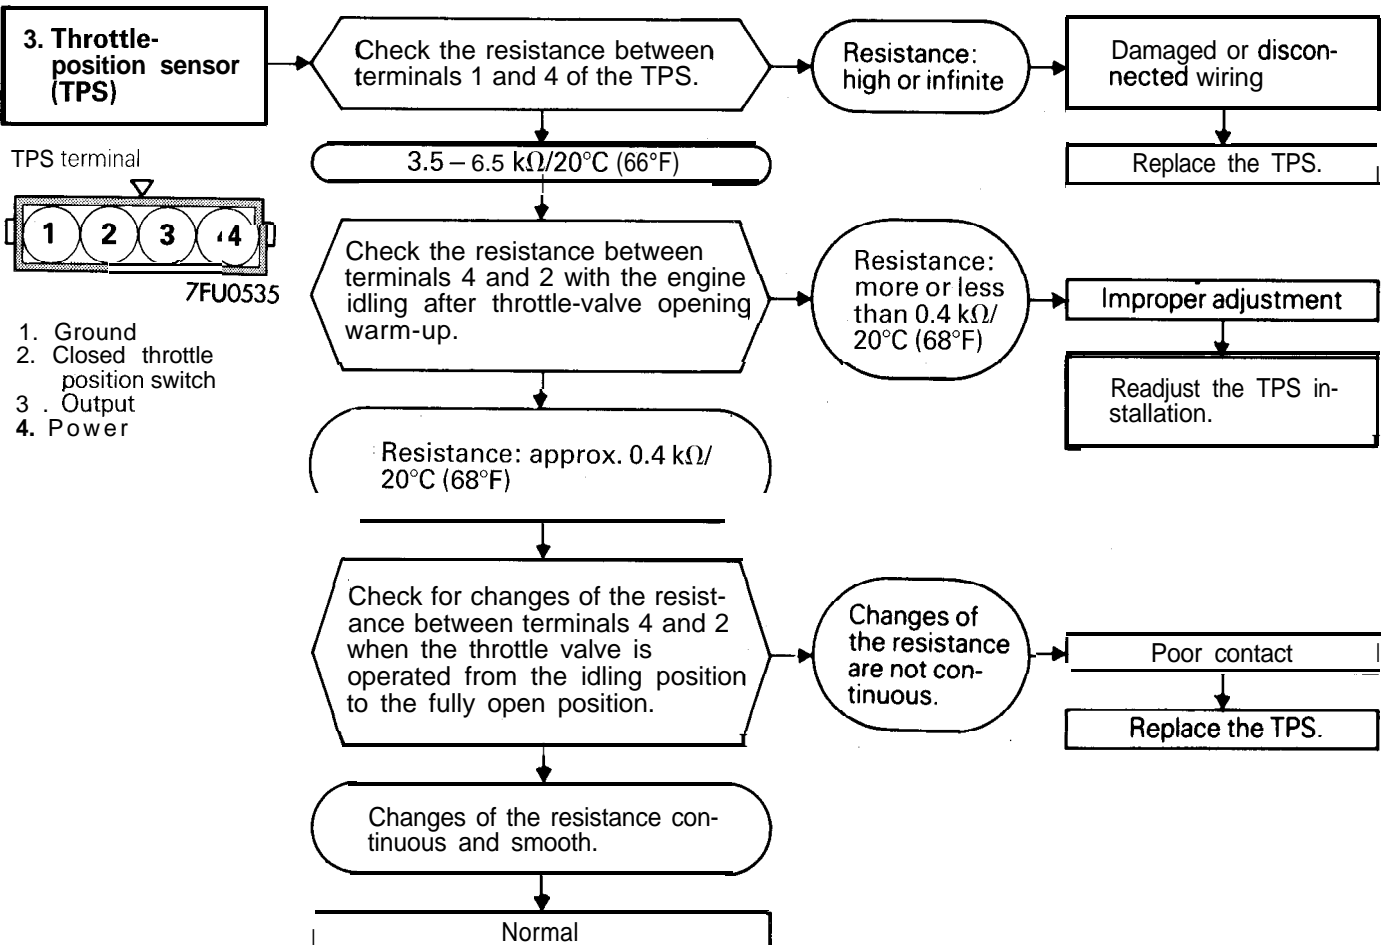 3. Throttle-
position sensor
(TPS)
Check the resistance between
terminals 1 and 4 of the TPS.
Resistance:
high or infinite
Damaged or discon-
nected wiring
Replace the TPS.
3.5 – 6.5 kΩ/20°C (66°F)
TPS terminal
1 2 3 4
7FU0535
1. Ground
2. Closed throttle
position switch
3 . Output
4. Power
Check the resistance between
terminals 4 and 2 with the engine
idling after throttle-valve opening
warm-up.
Resistance:
more or less
than 0.4 kΩ/
20°C (68°F)
Improper adjustment
Readjust the TPS in-
stallation.
Resistance: approx. 0.4 kΩ/
20°C (68°F)
Check for changes of the resist-
ance between terminals 4 and 2
when the throttle valve is
operated from the idling position
to the fully open position.
Changes of
the resistance
are not con-
tinuous.
Poor contact
Replace the TPS.
Changes of the resistance con-
tinuous and smooth.
Normal